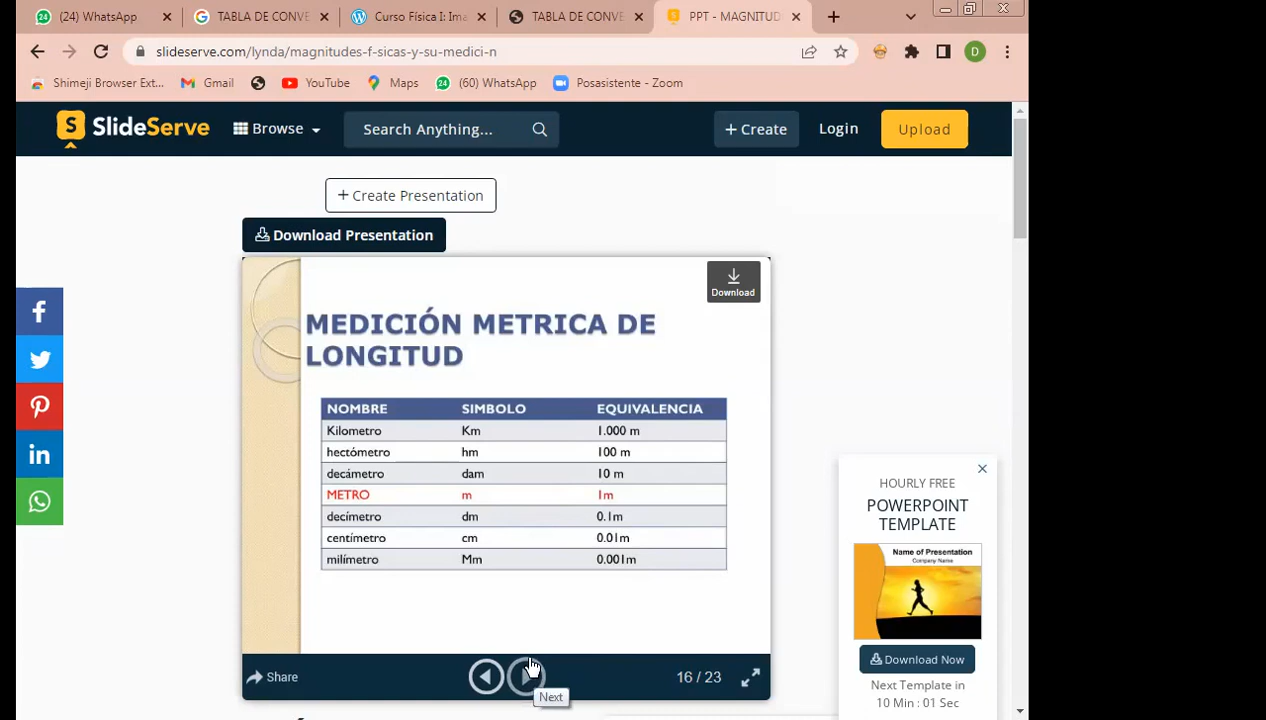 (24) WhatsApp
TABLA DE CONVE
Curso Física I: Ima
TABLA DE CONVE
PPT - MAGNITUD
slideserve.com/lynda/magnitudes-f-sicas-y-su-medici-n
D
Shimeji Browser Ext...
Gmail
YouTube
Maps
24
(60) WhatsApp
Posasistente - Zoom
S
SlideServe
Browse
Search Anything...
+ Create
Login
Upload
+ Create Presentation
Download Presentation
Download
MEDICIÓN METRICA DE
LONGITUD
NOMBRE SIMBOLO EQUIVALENCIA
Kilometro Km 1.000 m
hectómetro hm 100 m
decámetro dam 10 m
METRO m 1m
decímetro dm 0.1m
centímetro cm 0.01m
milímetro Mm 0.001m
Share
16 / 23
Next
HOURLY FREE
POWERPOINT
TEMPLATE
Name of Presentation
Company Name
Download Now
Next Template in
10 Min : 01 Sec